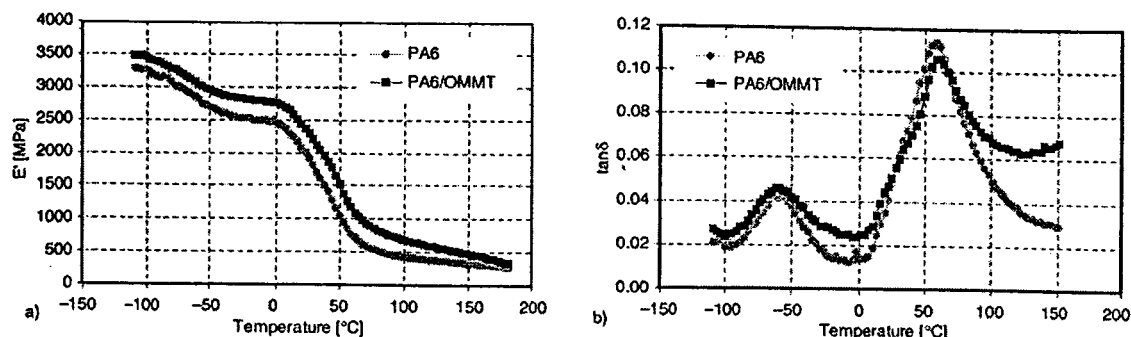 4000
3500
3000
2500
2000
1500
1000
500
0
E' [MPa]
PA6
PA6/OMMT
−150 −100 −50 0 50 100 150 200
Temperature [°C]
a)
0.12
0.10
0.08
0.06
0.04
0.02
0.00
tanδ
PA6
PA6/OMMT
−150 −100 −50 0 50 100 150 200
Temperature [°C]
b)